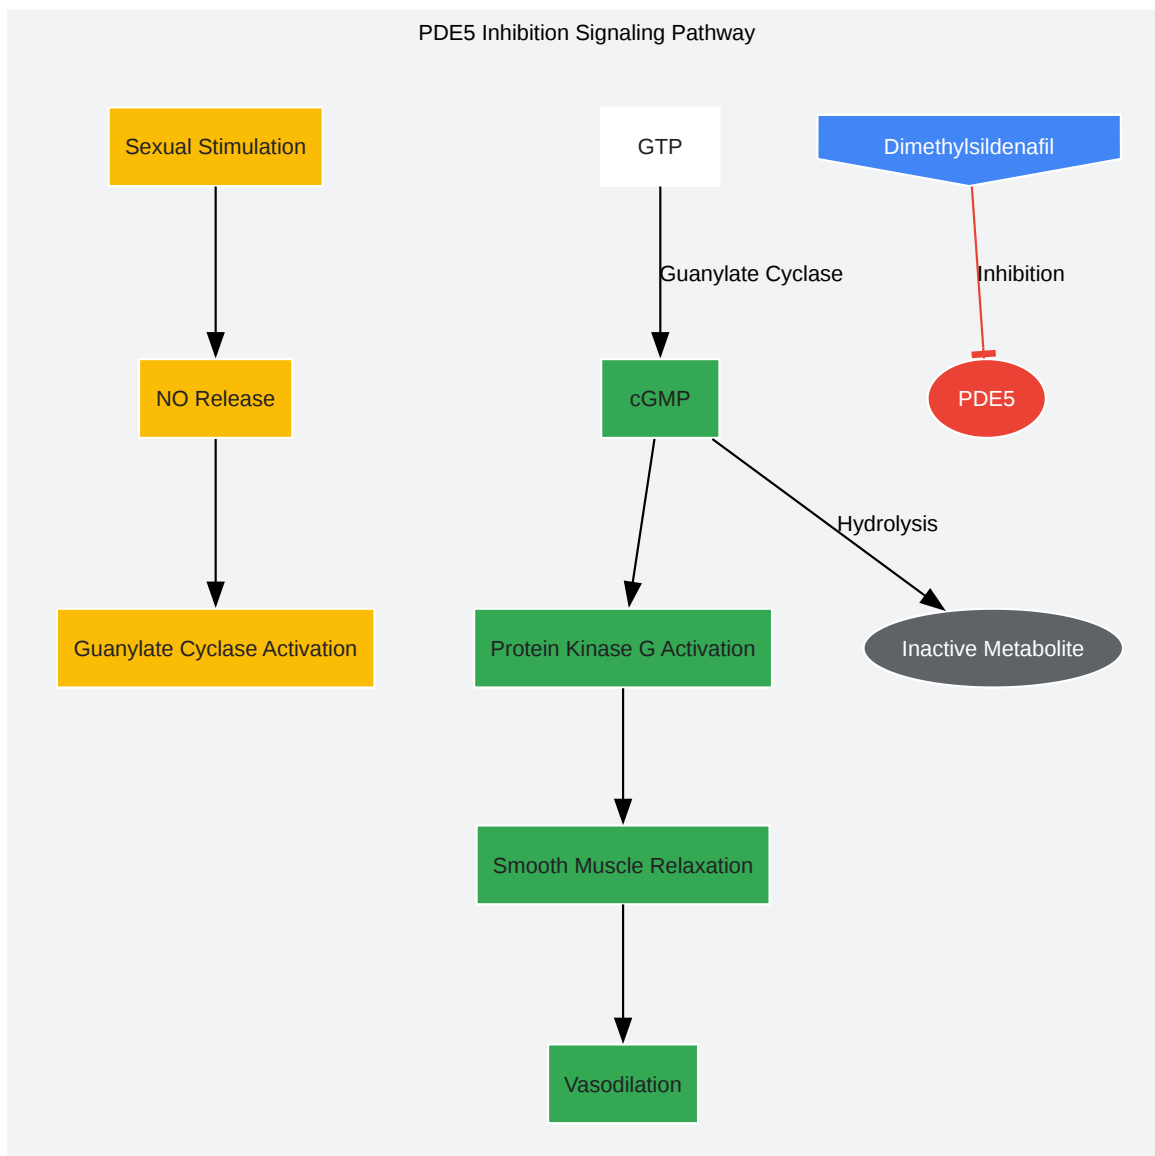 PDE5 Inhibition Signaling Pathway
Sexual Stimulation
GTP
Dimethylsildenafil
Guanylate Cyclase
Inhibition
NO Release
cGMP
PDE5
Hydrolysis
Guanylate Cyclase Activation
Protein Kinase G Activation
Inactive Metabolite
Smooth Muscle Relaxation
Vasodilation